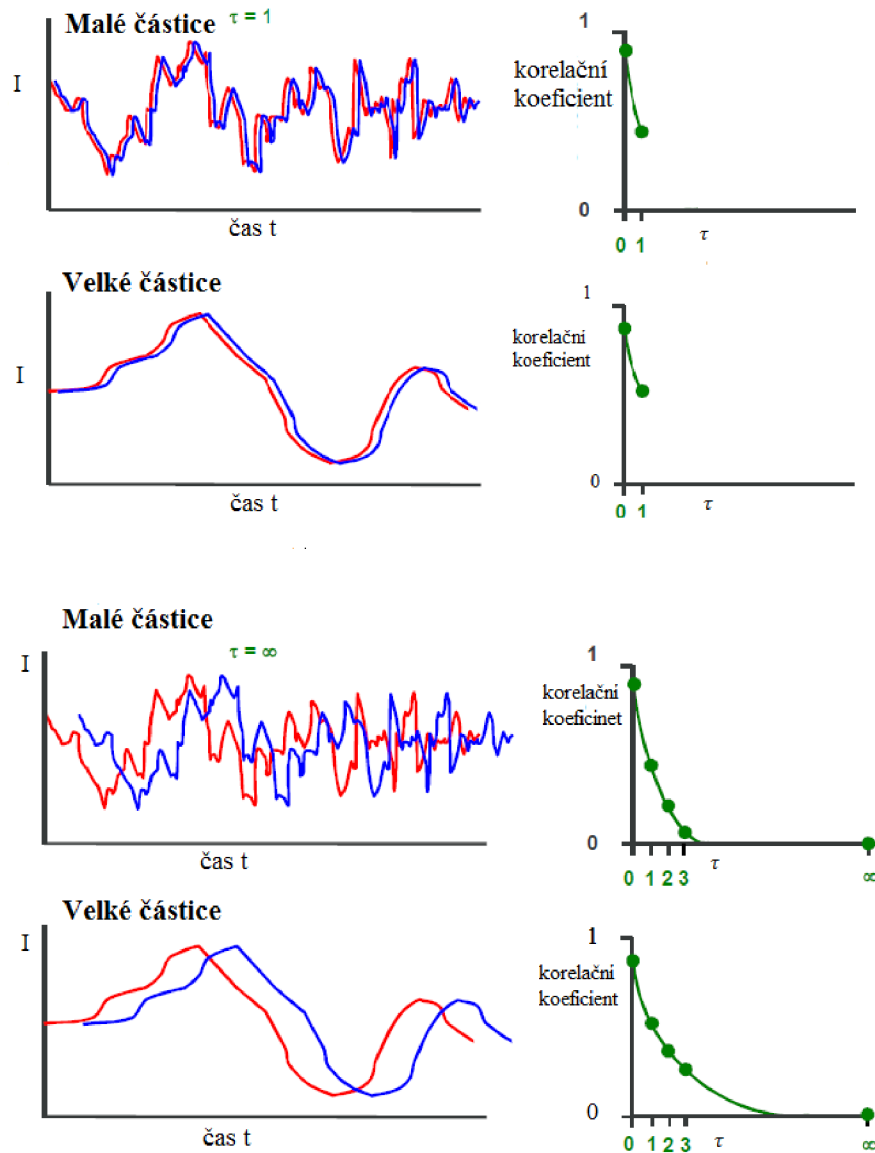 Malé částice τ = 1
I
čas t
1
korelační
koeficient
0
0 1 τ
Velké částice
I
čas t
1
korelační
koeficient
0
0 1 τ
Malé částice
τ = ∞
I
čas t
1
korelační
koeficinet
0
0 1 2 3 τ ∞
Velké částice
I
čas t
1
korelační
koeficient
0
0 1 2 3 τ ∞